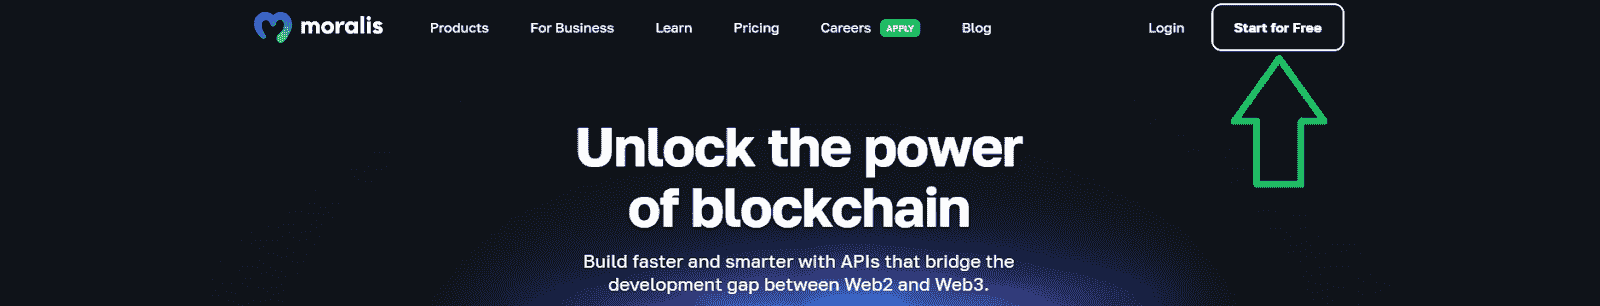 moralis
Products
For Business
Learn
Pricing
Careers
APPLY
Blog
Login
Start for Free
Unlock the power
of blockchain
Build faster and smarter with APIs that bridge the
development gap between Web2 and Web3.